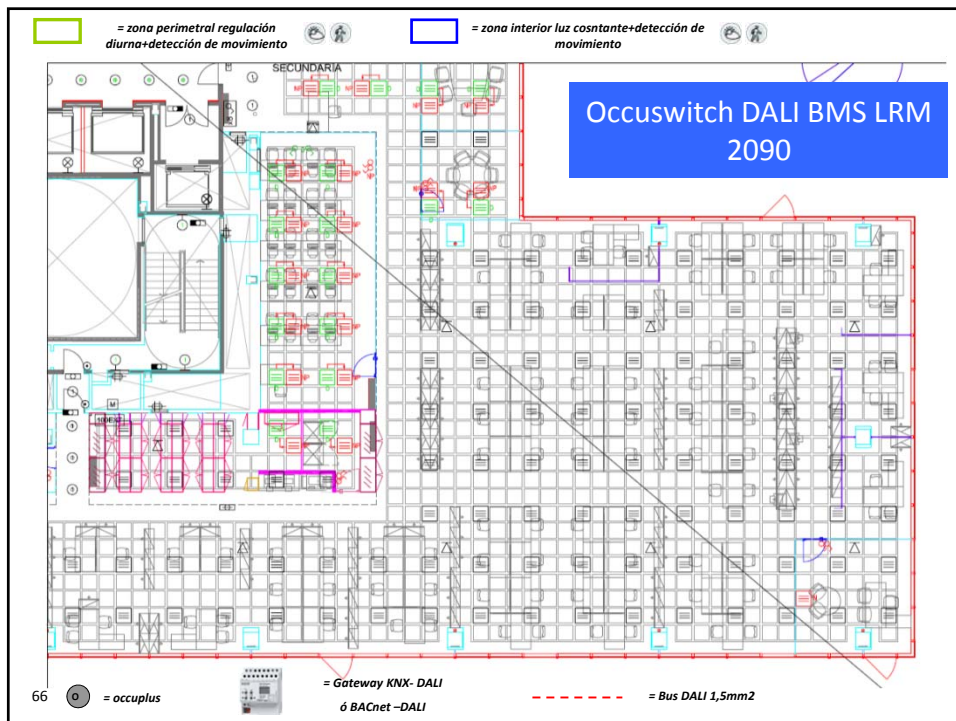 = zona perimetral regulación
diurna+detección de movimiento
= zona interior luz cosntante+detección de
movimiento
SECUNDARIA
Occuswitch DALI BMS LRM
2090
M
66
O
= occuplus
= Gateway KNX- DALI
ó BACnet –DALI
= Bus DALI 1,5mm2